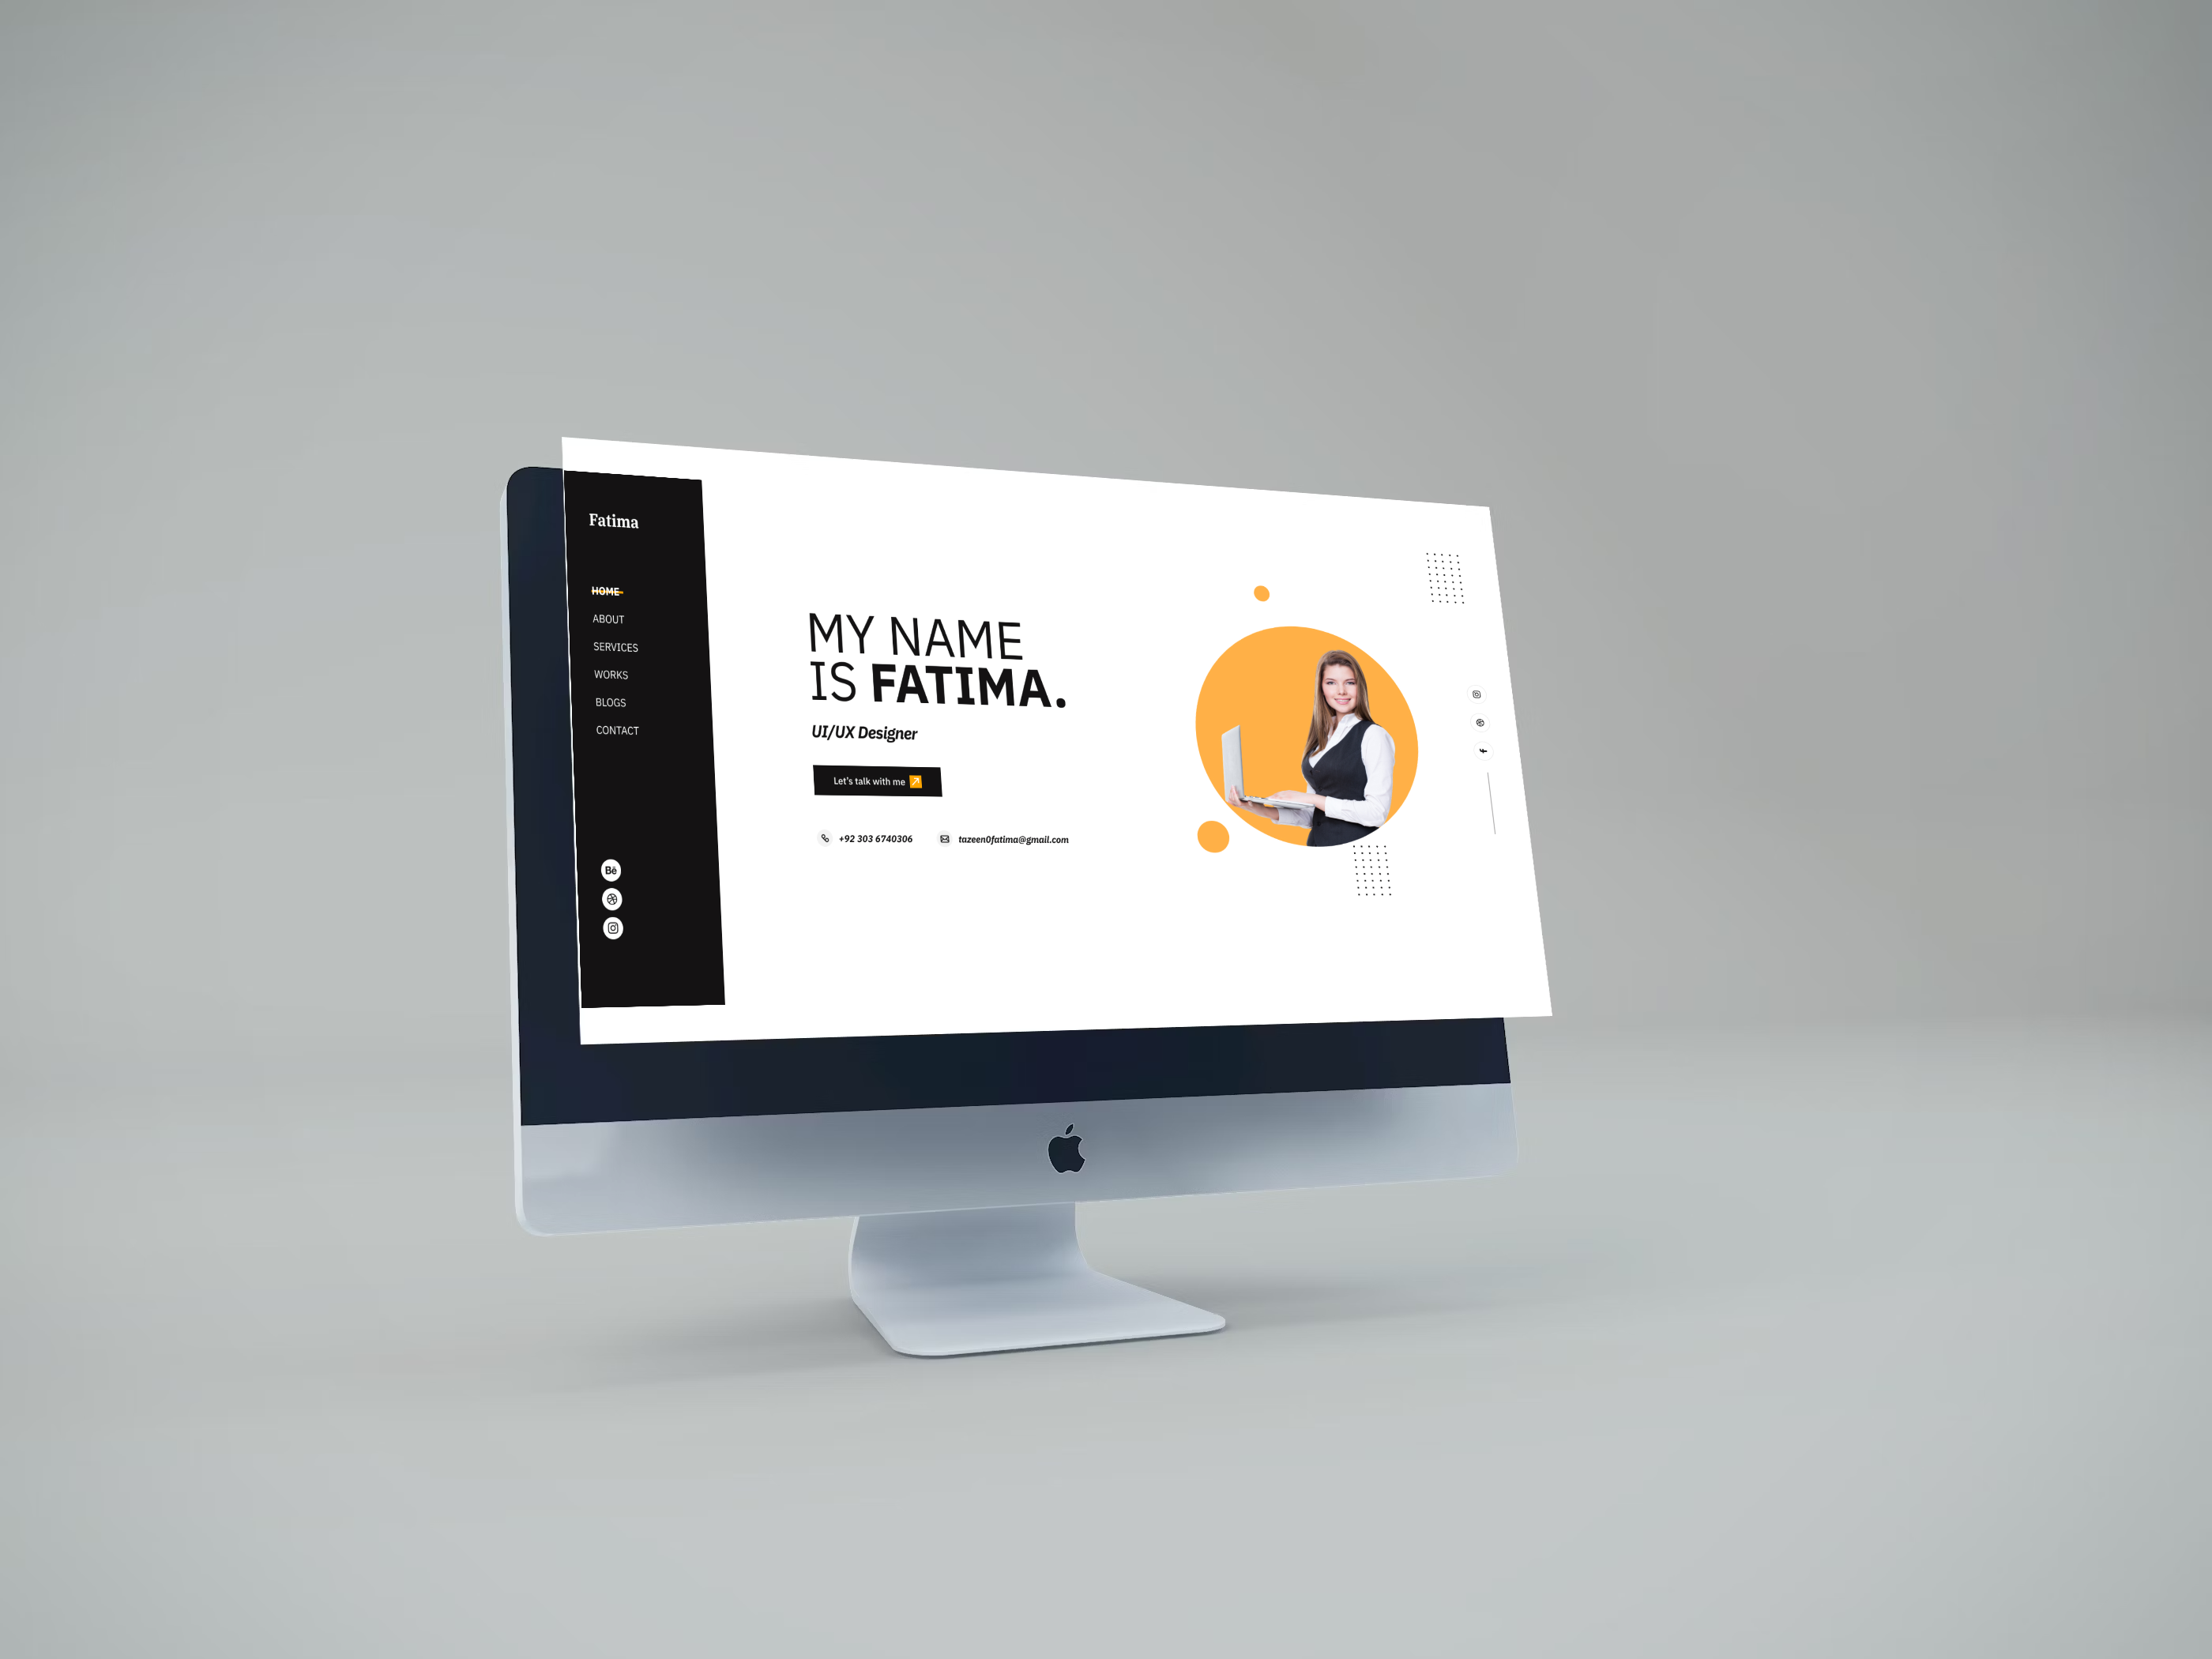 Fatima
HOME
ABOUT
SERVICES
WORKS
BLOGS
CONTACT
Bē
MY NAME
IS FATIMA.
UI/UX Designer
Let's talk with me
+92 303 6740306
tazeen0fatima@gmail.com